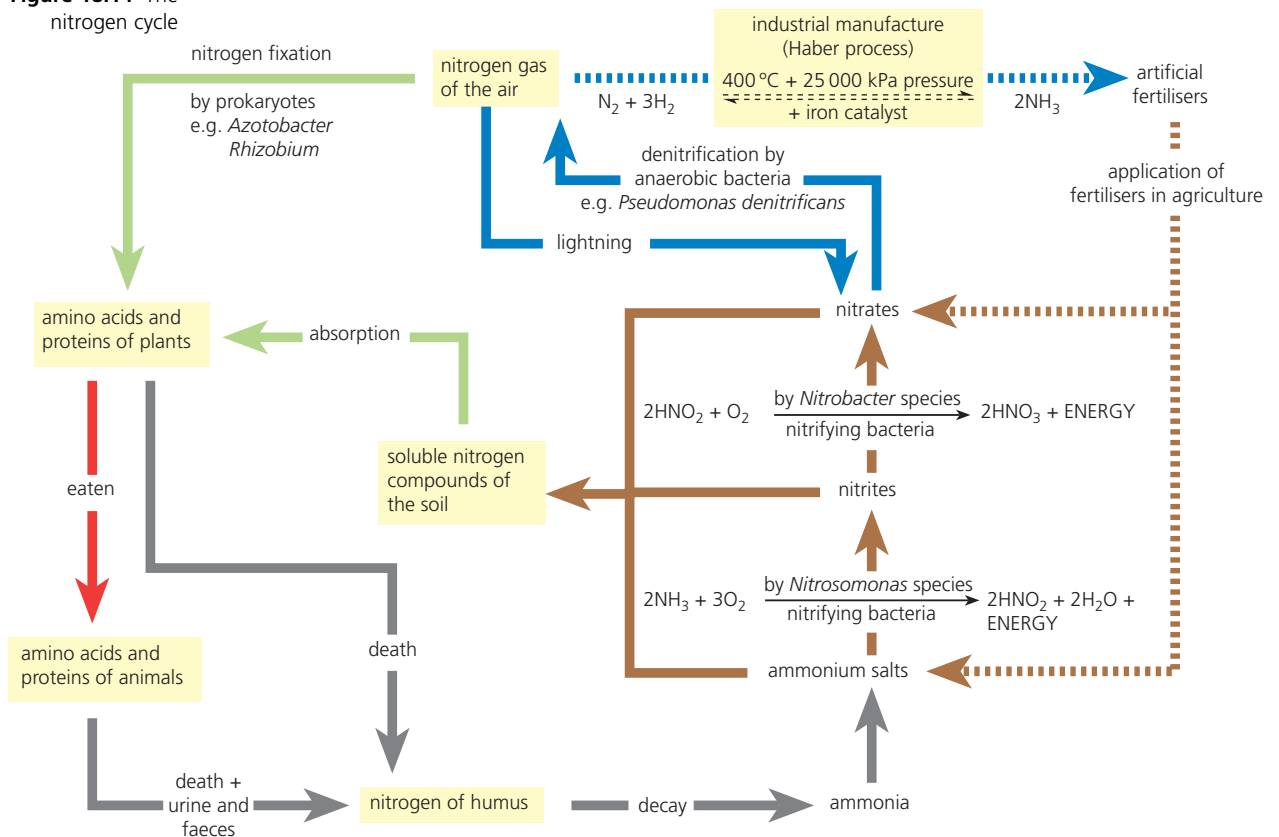 nitrogen cycle
nitrogen fixation
by prokaryotes
e.g. Azotobacter
Rhizobium
nitrogen gas
of the air
N₂ + 3H₂
industrial manufacture
(Haber process)
400 °C + 25 000 kPa pressure
+ iron catalyst
2NH₃
artificial
fertilisers
application of
fertilisers in agriculture
denitrification by
anaerobic bacteria
e.g. Pseudomonas denitrificans
lightning
amino acids and
proteins of plants
absorption
nitrates
2HNO₂ + O₂
by Nitrobacter species
nitrifying bacteria
2HNO₃ + ENERGY
soluble nitrogen
compounds of
the soil
nitrites
eaten
2NH₃ + 3O₂
by Nitrosomonas species
nitrifying bacteria
2HNO₂ + 2H₂O +
ENERGY
amino acids and
proteins of animals
death
ammonium salts
death +
urine and
faeces
nitrogen of humus
decay
ammonia